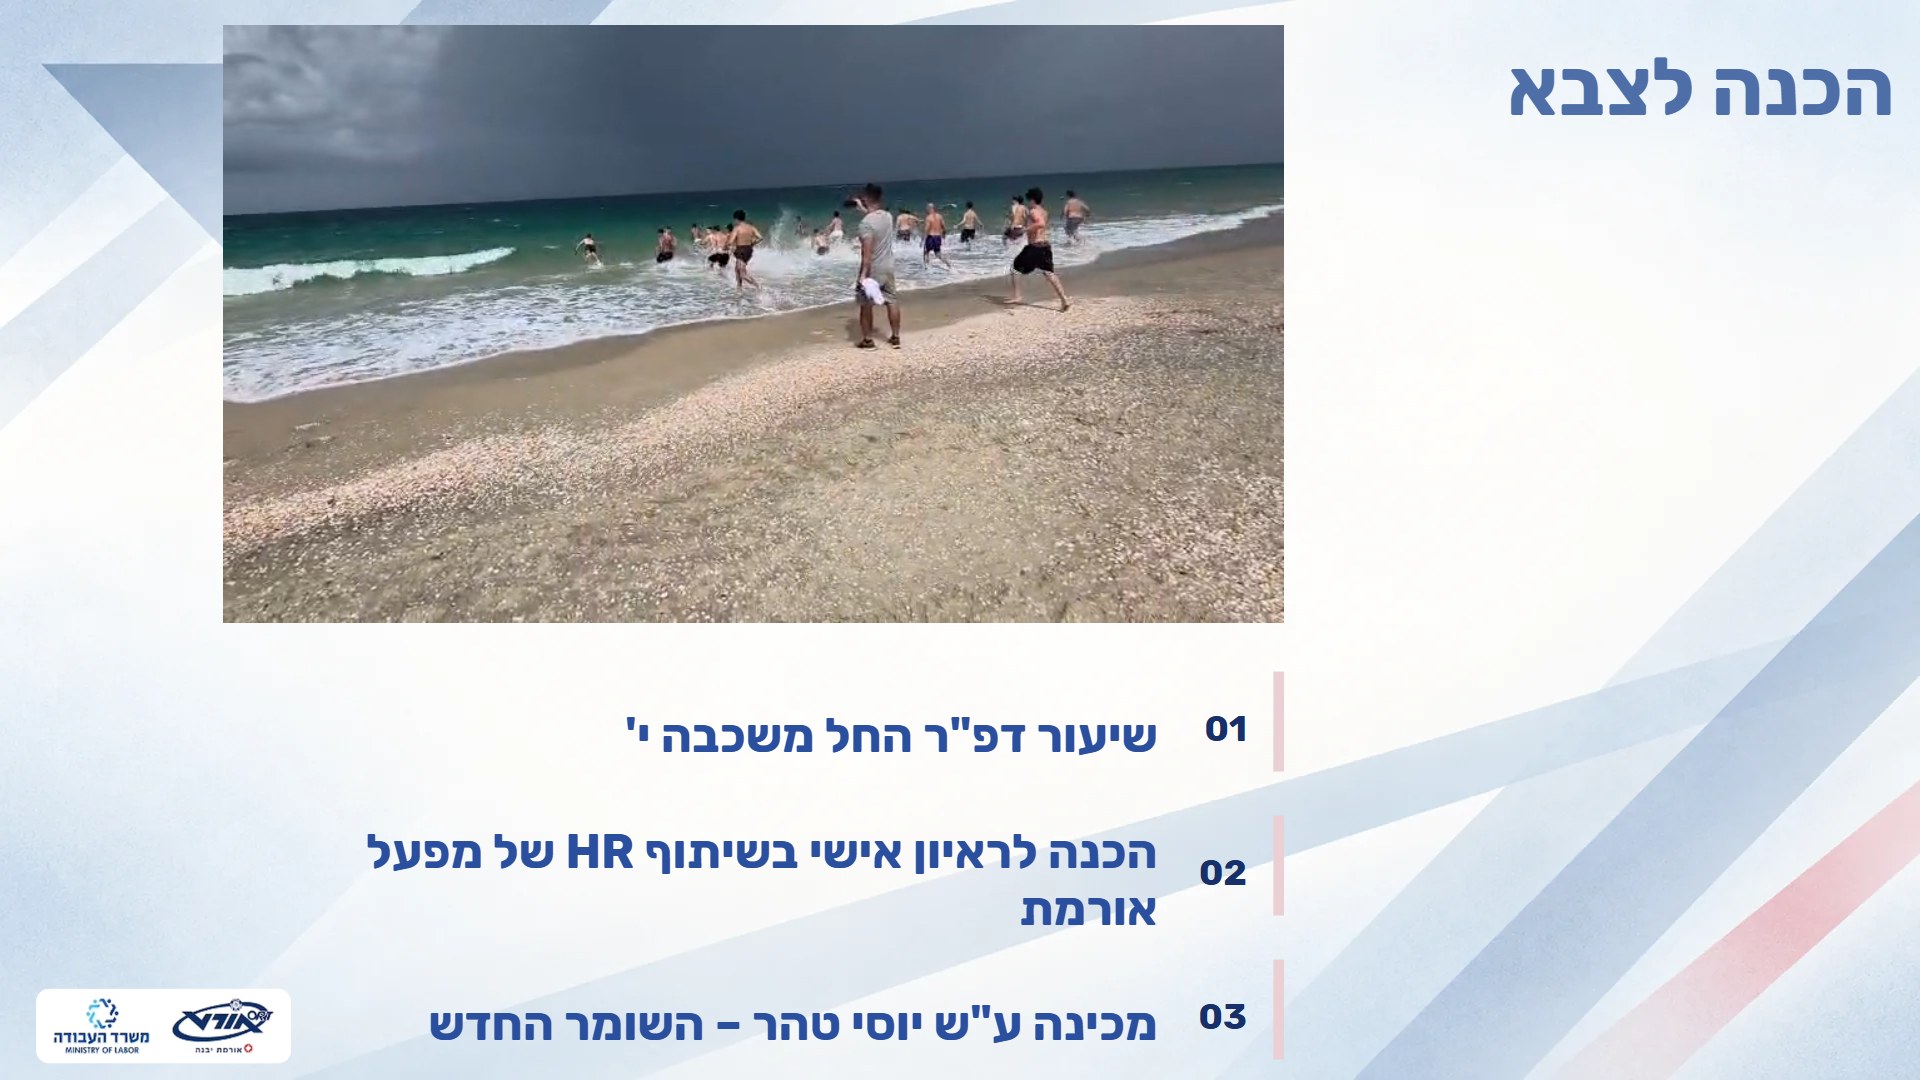 הכנה לצבא
01
שיעור דפ"ר החל משכבה י'
02
הכנה לראיון אישי בשיתוף HR של מפעל
אורמת
03
מכינה ע"ש יוסי טהר – השומר החדש
משרד העבודה
MINISTRY OF LABOR
אורט ORT
אורמת יבנה